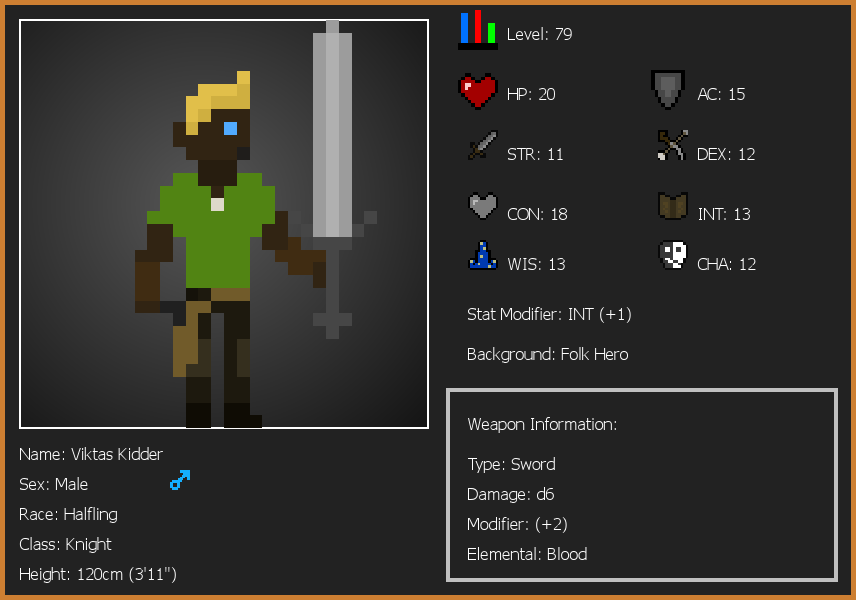 Level: 79
HP: 20
AC: 15
STR: 11
DEX: 12
CON: 18
INT: 13
WIS: 13
CHA: 12
Stat Modifier: INT (+1)
Background: Folk Hero
Weapon Information:
Type: Sword
Damage: d6
Modifier: (+2)
Elemental: Blood
Name: Viktas Kidder
Sex: Male
Race: Halfling
Class: Knight
Height: 120cm (3'11")